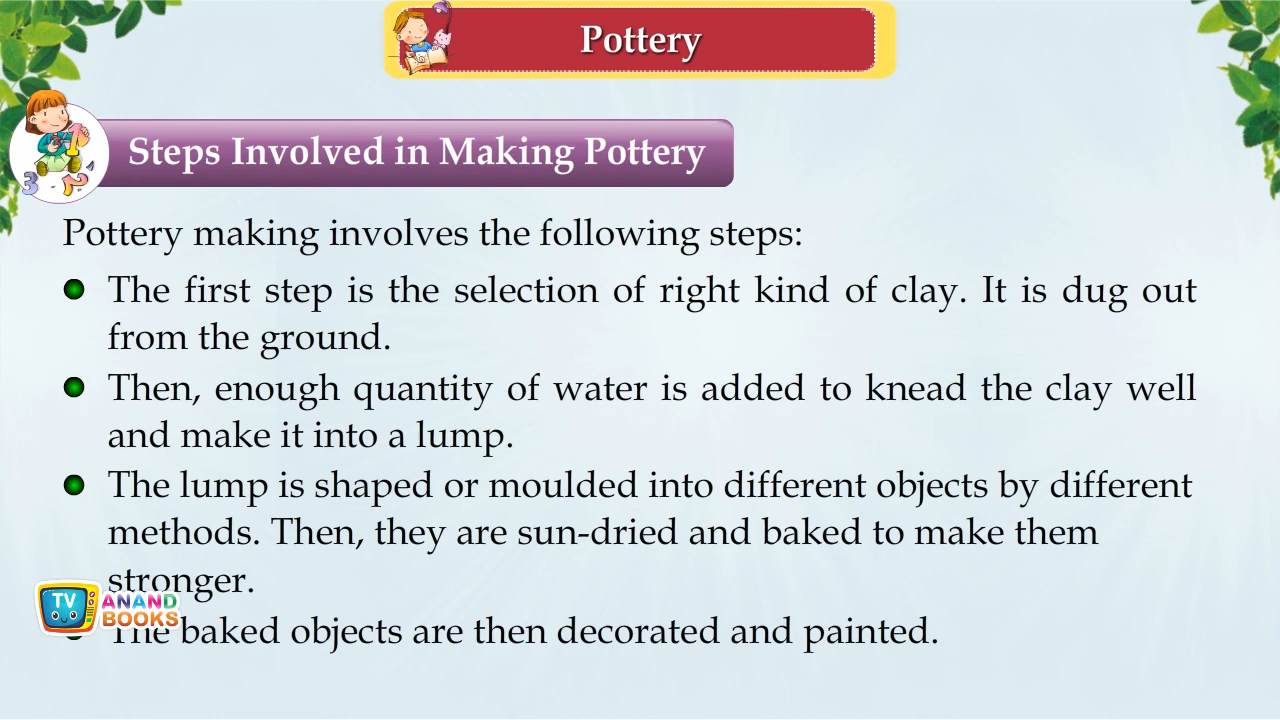 Pottery
Steps Involved in Making Pottery
Pottery making involves the following steps:
The first step is the selection of right kind of clay. It is dug out
from the ground.
Then, enough quantity of water is added to knead the clay well
and make it into a lump.
The lump is shaped or moulded into different objects by different
methods. Then, they are sun-dried and baked to make them
stronger.
TV ANAND
BOOKS
The baked objects are then decorated and painted.